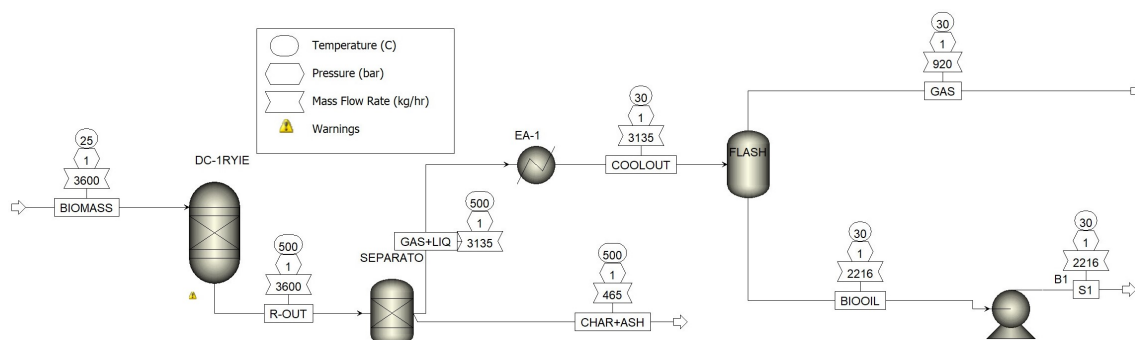 Temperature (C)
Pressure (bar)
Mass Flow Rate (kg/hr)
Warnings
25
1
3600
BIOMASS
DC-1RYIE
500
1
3600
R-OUT
SEPARATO
GAS+LIQ
500
1
3135
500
1
465
CHAR+ASH
EA-1
30
1
3135
COOLOUT
FLASH
30
1
920
GAS
30
1
2216
BIOOIL
B1
30
1
2216
S1